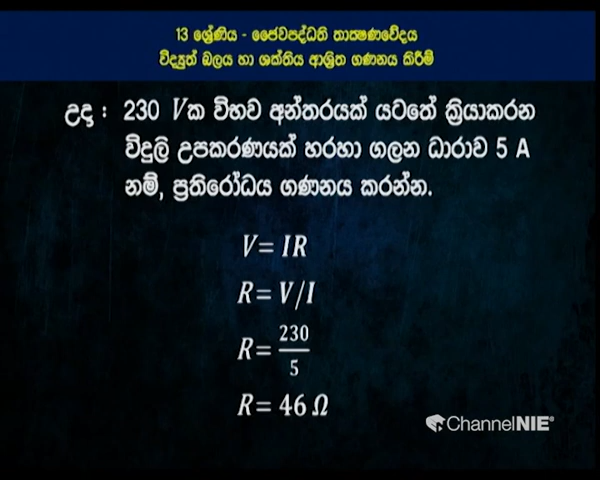 13 ශ්‍රේණිය - ජෛවපද්ධති තාක්ෂණවේදය
විද්‍යුත් බලය හා ශක්තිය ආශ්‍රිත ගණනය කිරීම්
උදා : 230 Vක විභව අන්තරයක් යටතේ ක්‍රියාකරන
විදුලි උපකරණයක් හරහා ගලන ධාරාව 5 A
නම්, ප්‍රතිරෝධය ගණනය කරන්න.
V= IR
R= V/I
R= 230/5
R= 46 Ω
ChannelNIE®